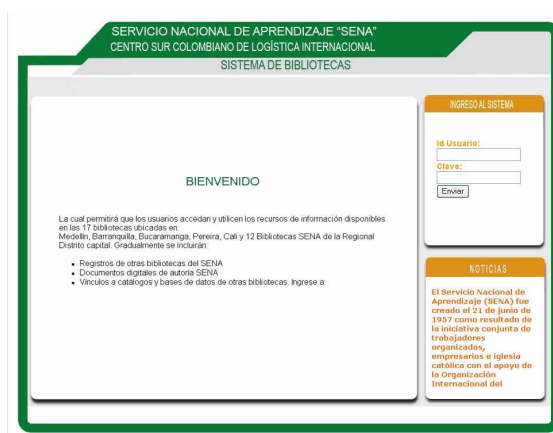 SERVICIO NACIONAL DE APRENDIZAJE "SENA"
CENTRO SUR COLOMBIANO DE LOGÍSTICA INTERNACIONAL
SISTEMA DE BIBLIOTECAS
BIENVENIDO
La cual permitirá que los usuarios accedan y utilicen los recursos de información disponibles
en las 17 bibliotecas ubicadas en:
Medellín, Barranquilla, Bucaramanga, Pereira, Cali y 12 Bibliotecas SENA de la Regional
Distrito capital. Gradualmente se incluirán:
• Registros de otras bibliotecas del SENA
• Documentos digitales de autoria SENA
• Vinculos a catálogos y bases de datos de otras bibliotecas. Ingrese a:
INGRESO AL SISTEMA
Id Usuario:
Clave:
Enviar
NOTICIAS
El Servicio Nacional de
Aprendizaje (SENA) fue
creado el 21 de junio de
1957 como resultado de
la iniciativa conjunta de
trabajadores
organizados,
empresarios e iglesia
católica con el apoyo de
la Organización
Internacional del